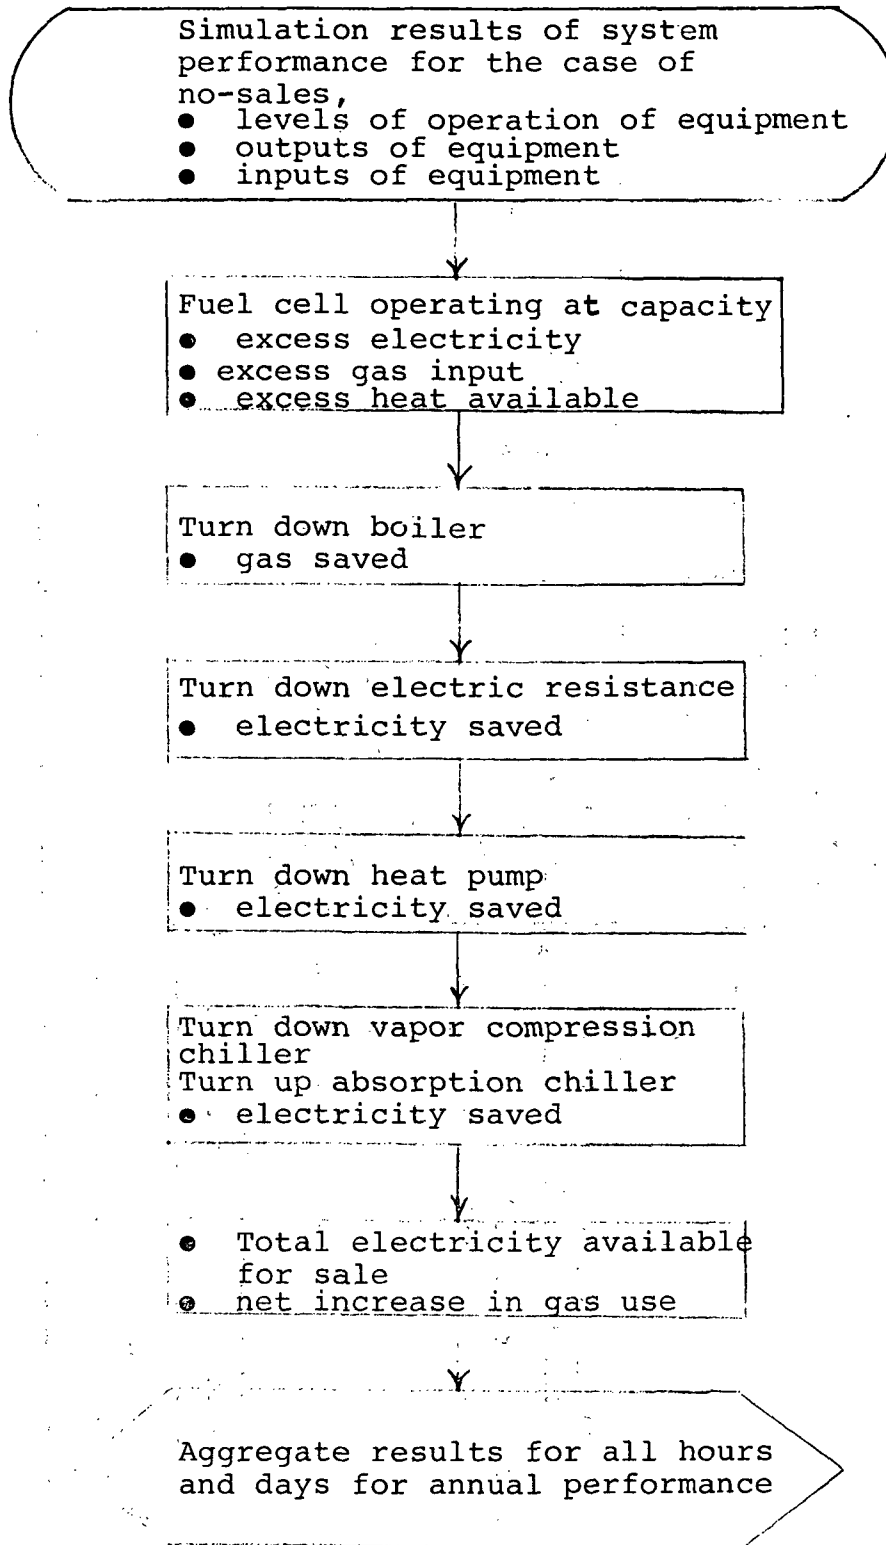 Simulation results of system
performance for the case of
no-sales,
● levels of operation of equipment
● outputs of equipment
● inputs of equipment
Fuel cell operating at capacity
● excess electricity
● excess gas input
● excess heat available
Turn down boiler
● gas saved
Turn down electric resistance
● electricity saved
Turn down heat pump
● electricity saved
Turn down vapor compression
chiller
Turn up absorption chiller
● electricity saved
● Total electricity available
for sale
● net increase in gas use
Aggregate results for all hours
and days for annual performance